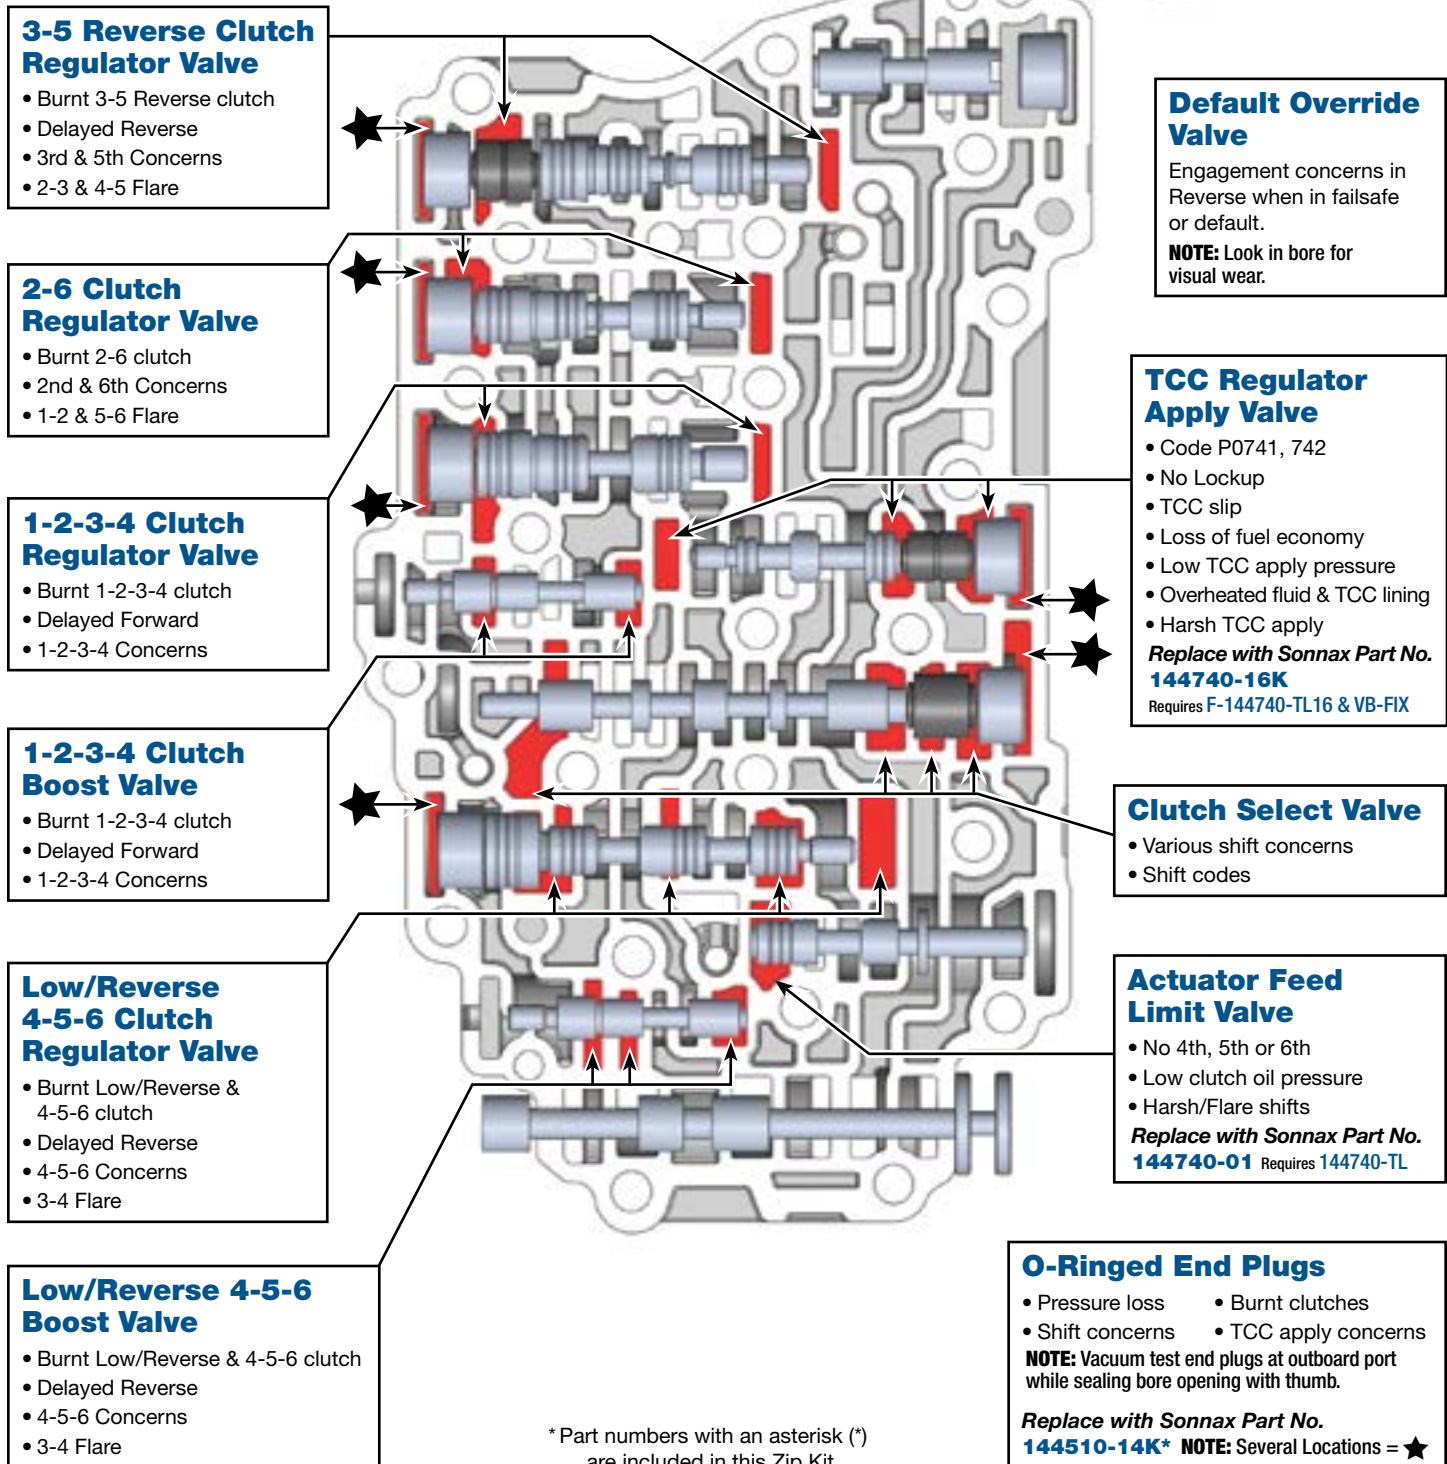 3-5 Reverse Clutch
Regulator Valve
• Burnt 3-5 Reverse clutch
• Delayed Reverse
• 3rd & 5th Concerns
• 2-3 & 4-5 Flare
2-6 Clutch
Regulator Valve
• Burnt 2-6 clutch
• 2nd & 6th Concerns
• 1-2 & 5-6 Flare
1-2-3-4 Clutch
Regulator Valve
• Burnt 1-2-3-4 clutch
• Delayed Forward
• 1-2-3-4 Concerns
1-2-3-4 Clutch
Boost Valve
• Burnt 1-2-3-4 clutch
• Delayed Forward
• 1-2-3-4 Concerns
Low/Reverse
4-5-6 Clutch
Regulator Valve
• Burnt Low/Reverse &
4-5-6 clutch
• Delayed Reverse
• 4-5-6 Concerns
• 3-4 Flare
Low/Reverse 4-5-6
Boost Valve
• Burnt Low/Reverse & 4-5-6 clutch
• Delayed Reverse
• 4-5-6 Concerns
• 3-4 Flare
Default Override
Valve
Engagement concerns in
Reverse when in failsafe
or default.
NOTE: Look in bore for
visual wear.
TCC Regulator
Apply Valve
• Code P0741, 742
• No Lockup
• TCC slip
• Loss of fuel economy
• Low TCC apply pressure
• Overheated fluid & TCC lining
• Harsh TCC apply
Replace with Sonnax Part No.
144740-16K
Requires F-144740-TL16 & VB-FIX
Clutch Select Valve
• Various shift concerns
• Shift codes
Actuator Feed
Limit Valve
• No 4th, 5th or 6th
• Low clutch oil pressure
• Harsh/Flare shifts
Replace with Sonnax Part No.
144740-01 Requires 144740-TL
O-Ringed End Plugs
• Pressure loss • Burnt clutches
• Shift concerns • TCC apply concerns
NOTE: Vacuum test end plugs at outboard port
while sealing bore opening with thumb.
Replace with Sonnax Part No.
144510-14K* NOTE: Several Locations = ★
* Part numbers with an asterisk (*)
are included in this Zip Kit